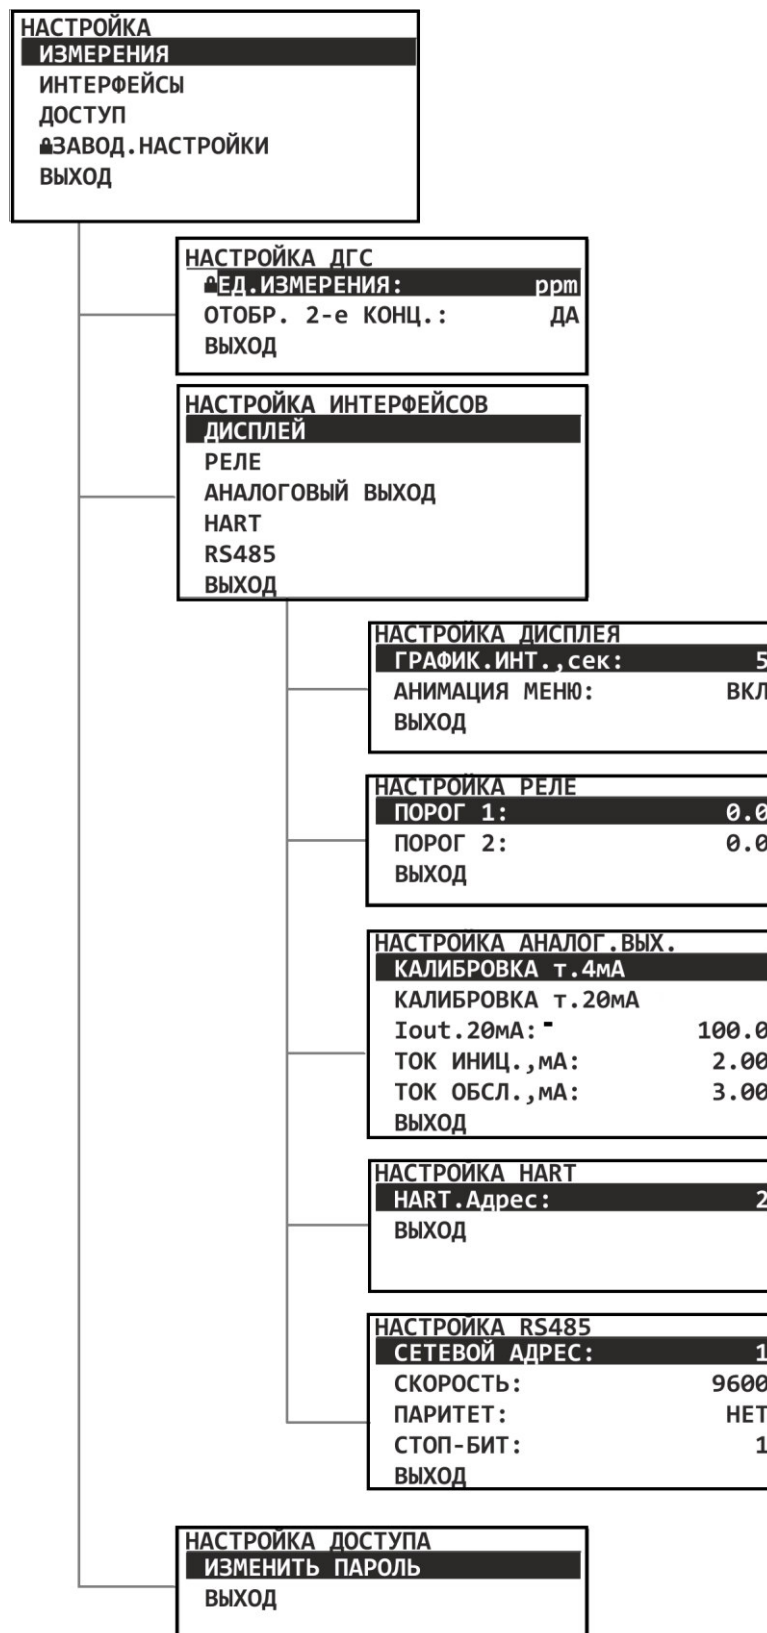 НАСТРОЙКА
ИЗМЕРЕНИЯ
ИНТЕРФЕЙСЫ
ДОСТУП
ЗАВОД.НАСТРОЙКИ
ВЫХОД
НАСТРОЙКА ДГС
ЕД.ИЗМЕРЕНИЯ: ppm
ОТОБР. 2-е КОНЦ.: ДА
ВЫХОД
НАСТРОЙКА ИНТЕРФЕЙСОВ
ДИСПЛЕЙ
РЕЛЕ
АНАЛОГОВЫЙ ВЫХОД
HART
RS485
ВЫХОД
НАСТРОЙКА ДИСПЛЕЯ
ГРАФИК.ИНТ.,сек: 5
АНИМАЦИЯ МЕНЮ: ВКЛ
ВЫХОД
НАСТРОЙКА РЕЛЕ
ПОРОГ 1: 0.0
ПОРОГ 2: 0.0
ВЫХОД
НАСТРОЙКА АНАЛОГ.ВЫХ.
КАЛИБРОВКА т.4мА
КАЛИБРОВКА т.20мА
Iout.20мА:- 100.0
ТОК ИНИЦ.,мА: 2.00
ТОК ОБСЛ.,мА: 3.00
ВЫХОД
НАСТРОЙКА HART
HART.Адрес: 2
ВЫХОД
НАСТРОЙКА RS485
СЕТЕВОЙ АДРЕС: 1
СКОРОСТЬ: 9600
ПАРИТЕТ: НЕТ
СТОП-БИТ: 1
ВЫХОД
НАСТРОЙКА ДОСТУПА
ИЗМЕНИТЬ ПАРОЛЬ
ВЫХОД